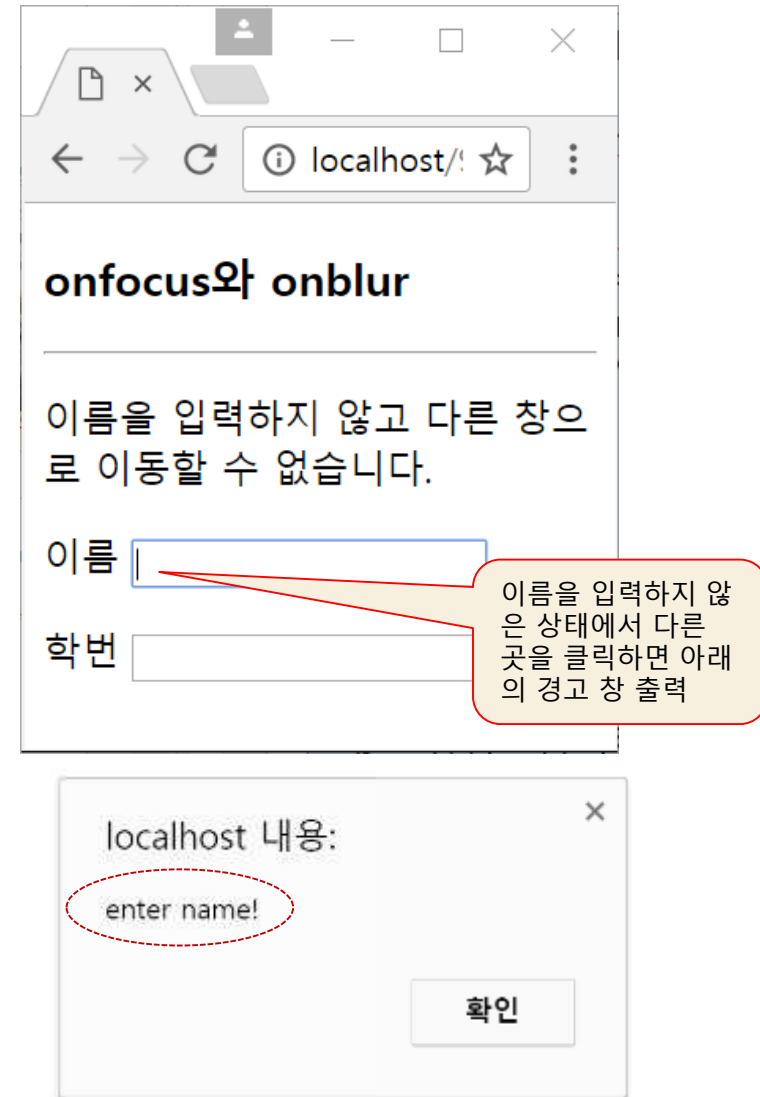 localhost/9
onfocus와 onblur
이름을 입력하지 않고 다른 창으
로 이동할 수 없습니다.
이름
이름을 입력하지 않
은 상태에서 다른
곳을 클릭하면 아래
의 경고 창 출력
학번
localhost 내용:
enter name!
확인